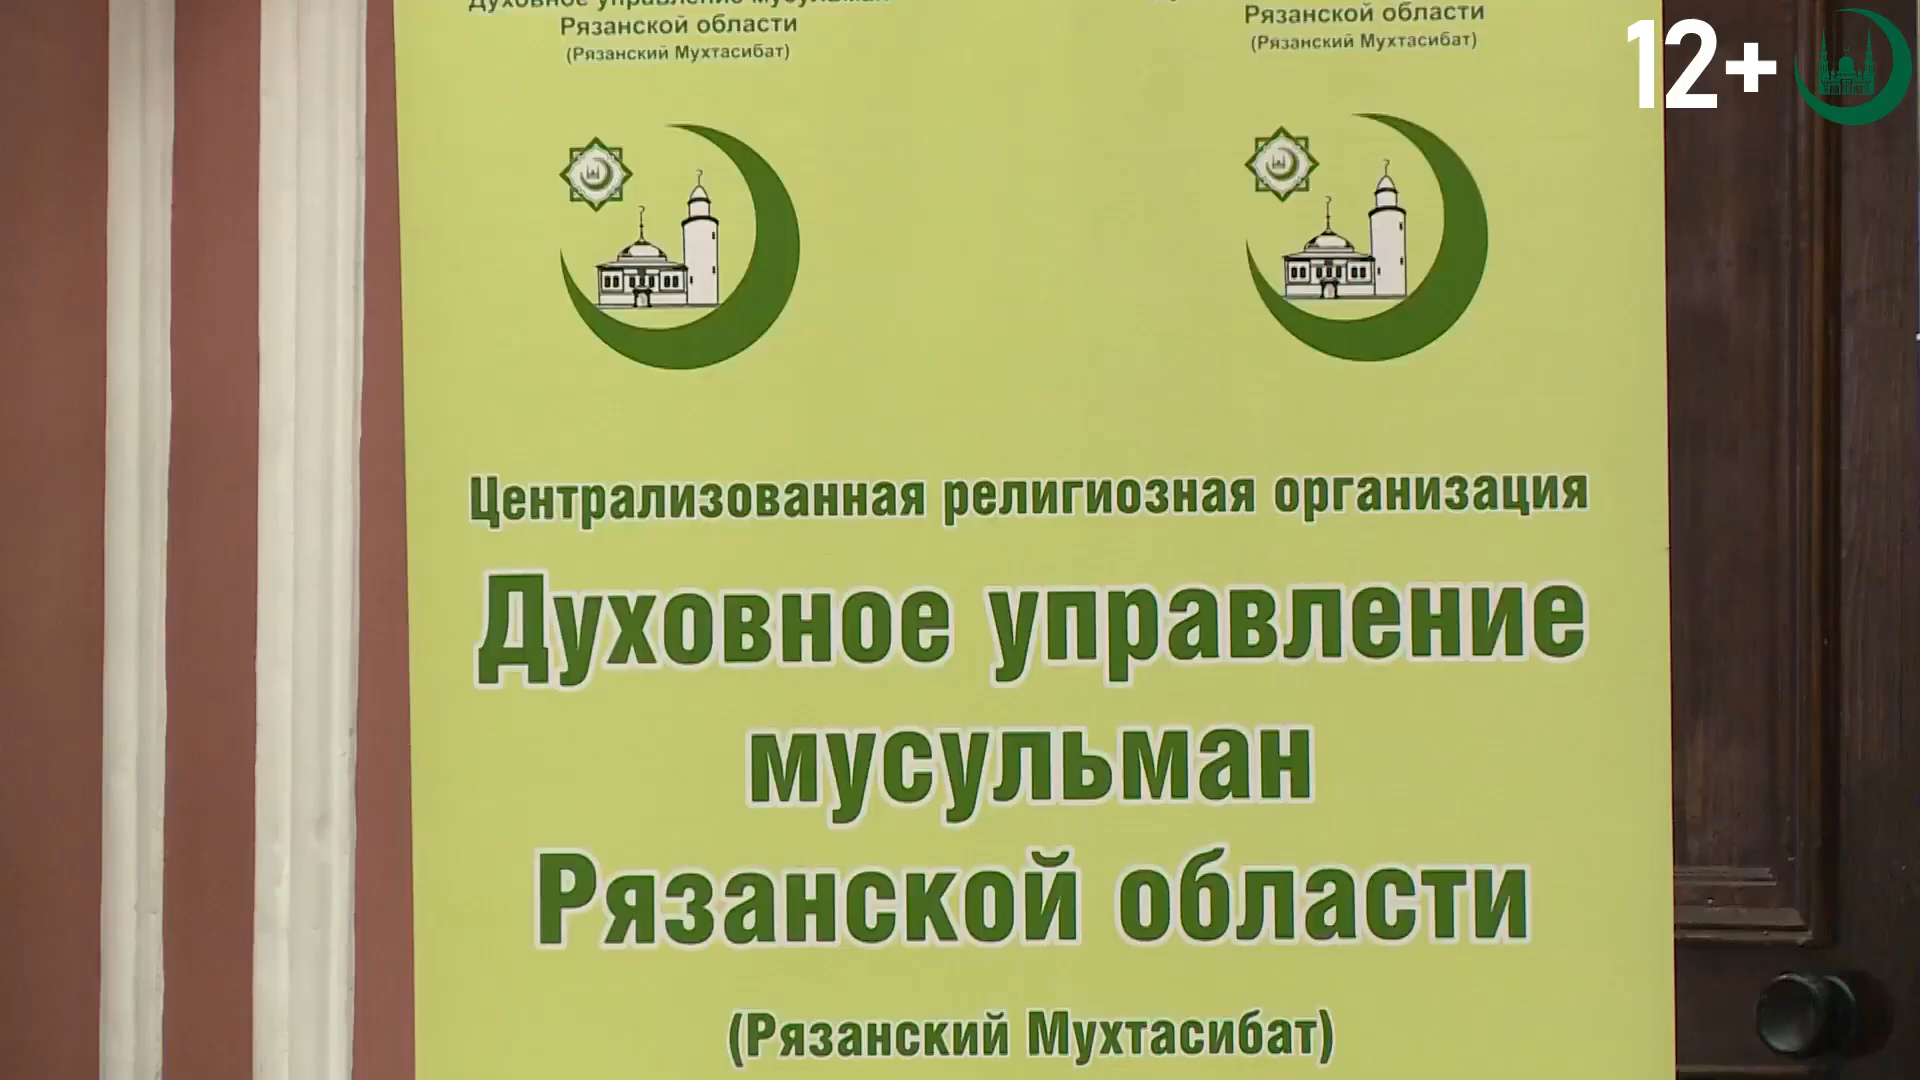 Духовное управление мусульман
Рязанской области
(Рязанский Мухтасибат)
Рязанской области
(Рязанский Мухтасибат)
12+
Централизованная религиозная организация
Духовное управление
мусульман
Рязанской области
(Рязанский Мухтасибат)